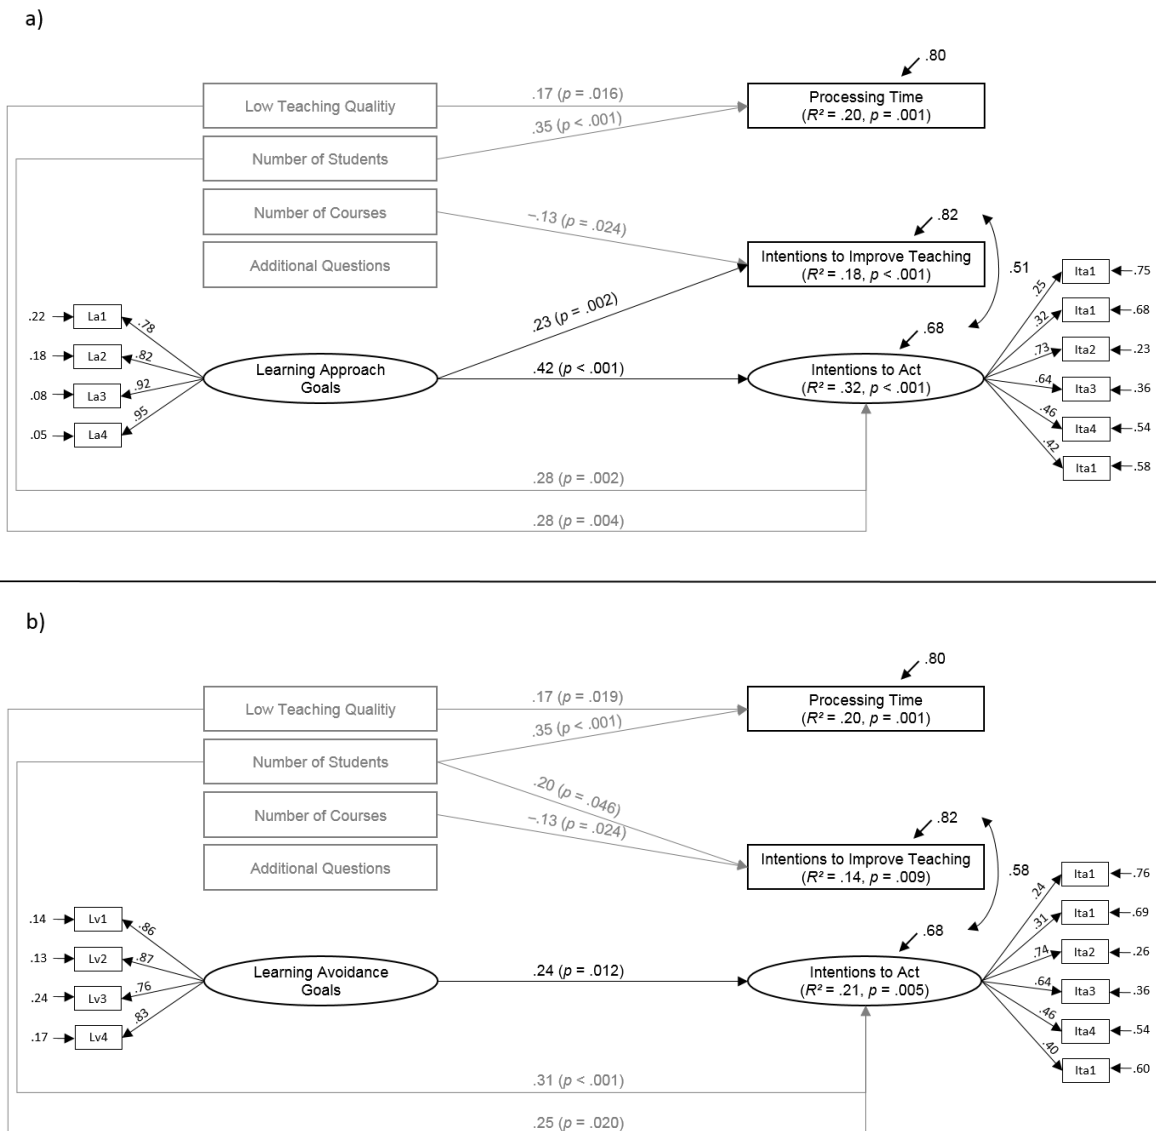 a)
.80
Low Teaching Qualitiy
.17 (p = .016)
Processing Time
(R² = .20, p = .001)
.35 (p < .001)
Number of Students
Number of Courses
–.13 (p = .024)
.82
Additional Questions
Intentions to Improve Teaching
(R² = .18, p < .001)
.51
.23 (p = .002)
.68
Learning Approach
Goals
.42 (p < .001)
Intentions to Act
(R² = .32, p < .001)
.22 La1 .78
.18 La2 .82
.08 La3 .92
.05 La4 .95
.25 Ita1 .75
.32 Ita1 .68
.73 Ita2 .23
.64 Ita3 .36
.46 Ita4 .54
.42 Ita1 .58
.28 (p = .002)
.28 (p = .004)
b)
.80
Low Teaching Qualitiy
.17 (p = .019)
Processing Time
(R² = .20, p = .001)
.35 (p < .001)
Number of Students
.20 (p = .046)
Number of Courses
–.13 (p = .024)
.82
Additional Questions
Intentions to Improve Teaching
(R² = .14, p = .009)
.58
.68
Learning Avoidance
Goals
.24 (p = .012)
Intentions to Act
(R² = .21, p = .005)
.14 Lv1 .86
.13 Lv2 .87
.24 Lv3 .76
.17 Lv4 .83
.24 Ita1 .76
.31 Ita1 .69
.74 Ita2 .26
.64 Ita3 .36
.46 Ita4 .54
.40 Ita1 .60
.31 (p < .001)
.25 (p = .020)